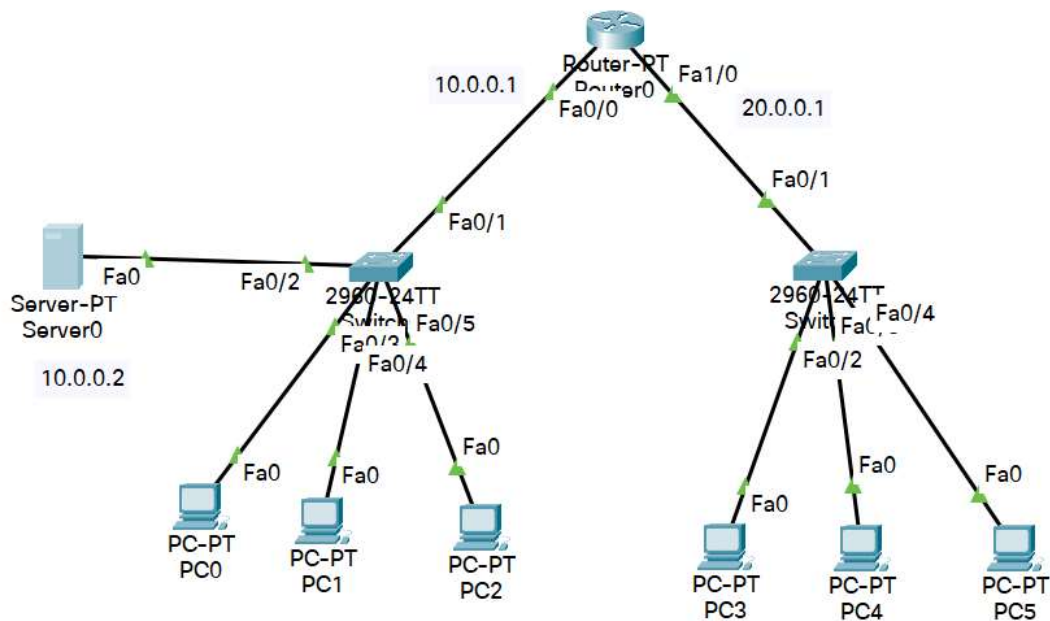 Router-PT
Router0
10.0.0.1
Fa0/0
Fa1/0
20.0.0.1
Fa0/1
Fa0/1
Fa0
Fa0/2
Server-PT
Server0
10.0.0.2
2960-24TT
Fa0/5
Fa0/3
Fa0/4
2960-24TT
Fa0/4
Fa0/2
Fa0
Fa0
Fa0
PC-PT
PC0
PC-PT
PC1
PC-PT
PC2
Fa0
Fa0
Fa0
PC-PT
PC3
PC-PT
PC4
PC-PT
PC5